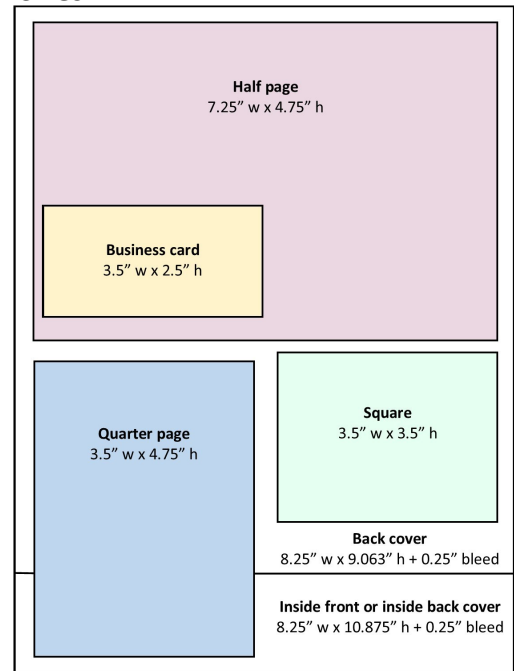 Half page
7.25” w x 4.75” h
Business card
3.5” w x 2.5” h
Square
3.5” w x 3.5” h
Quarter page
3.5” w x 4.75” h
Back cover
8.25” w x 9.063” h + 0.25” bleed
Inside front or inside back cover
8.25” w x 10.875” h + 0.25” bleed